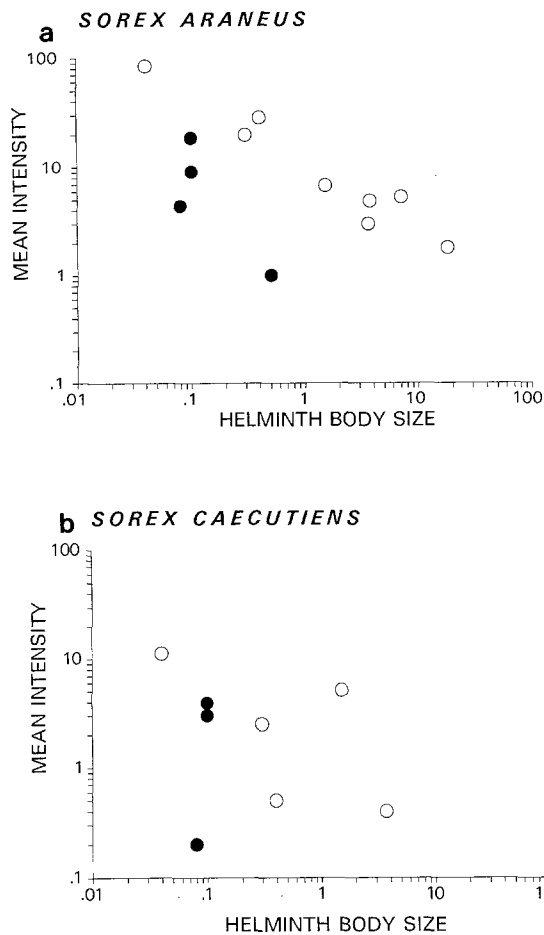 a SOREX ARANEUS
100
10
1
.1
MEAN INTENSITY
.01 .1 1 10 100
HELMINTH BODY SIZE
b SOREX CAECUTIENS
100
10
1
.1
MEAN INTENSITY
.01 .1 1 10
HELMINTH BODY SIZE